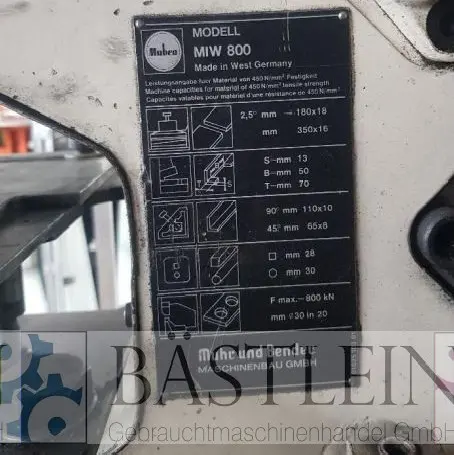 Mubea
MODELL
MIW 800
Made in West Germany
Leistungsangabe fuer Material von 450 N/mm² Festigkeit
Machine capacities for material of 450 N/mm² tensile strength
Capacités valables pour matériel d'une résistance de 450 N/mm²
2,5° mm → 180x18
mm 350x16
S-mm 13
B-mm 50
T-mm 70
T S
90° mm 110x10
45° mm 65x8
□ mm 28
○ mm 30
F max.-800 kN
mm ø30 in 20
Muhr und Bender
MASCHINENBAU GMBH
BASTLEIN
Gebrauchtmaschinenhandel GmbH